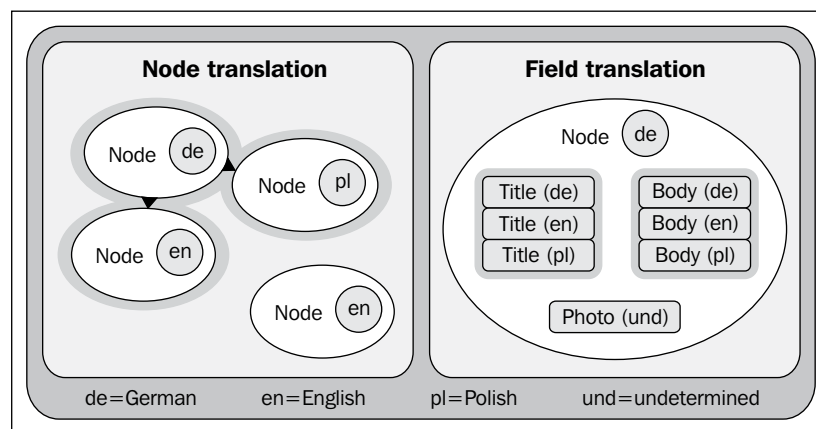 Node translation
Node de
Node pl
Node en
Node en
Field translation
Node de
Title (de)
Title (en)
Title (pl)
Body (de)
Body (en)
Body (pl)
Photo (und)
de=German en=English pl=Polish und=undetermined